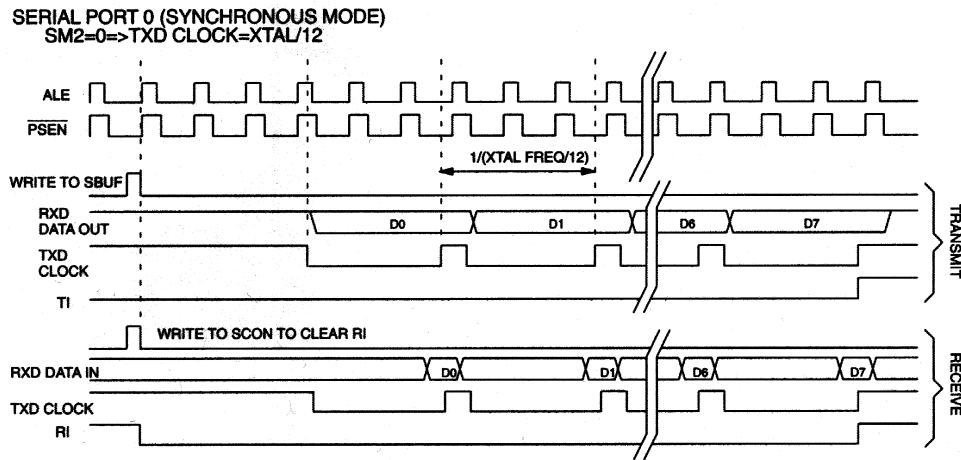 SERIAL PORT 0 (SYNCHRONOUS MODE)
SM2=0=>TXD CLOCK=XTAL/12
ALE
PSEN
1/(XTAL FREQ/12)
WRITE TO SBUF
RXD
DATA OUT
D0
D1
D6
D7
TXD
CLOCK
TI
TRANSMIT
WRITE TO SCON TO CLEAR RI
RXD DATA IN
D0
D1
D6
D7
TXD CLOCK
RI
RECEIVE